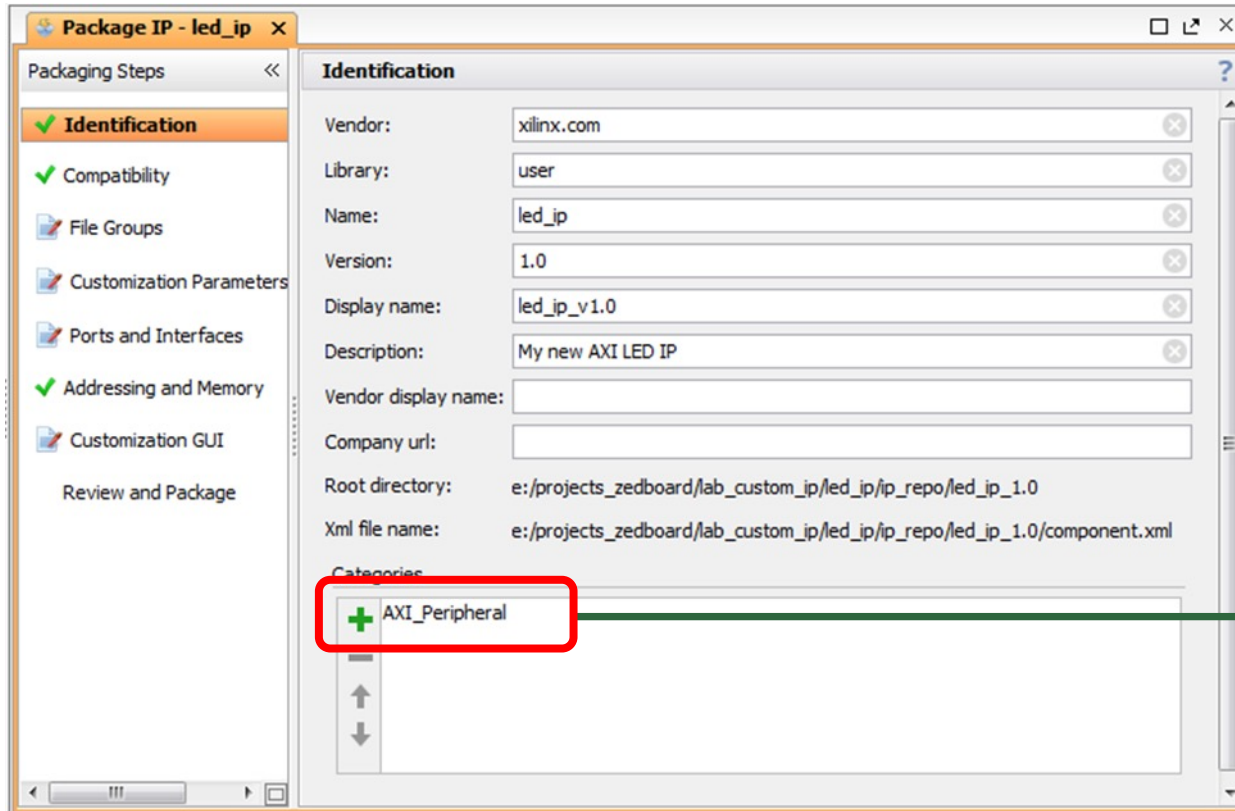 Package IP - led_ip
Packaging Steps
Identification
Compatibility
File Groups
Customization Parameters
Ports and Interfaces
Addressing and Memory
Customization GUI
Review and Package
Identification
Vendor: xilinx.com
Library: user
Name: led_ip
Version: 1.0
Display name: led_ip_v1.0
Description: My new AXI LED IP
Vendor display name:
Company url:
Root directory: e:/projects_zedboard/lab_custom_ip/led_ip/ip_repo/led_ip_1.0
Xml file name: e:/projects_zedboard/lab_custom_ip/led_ip/ip_repo/led_ip_1.0/component.xml
Categories
AXI_Peripheral